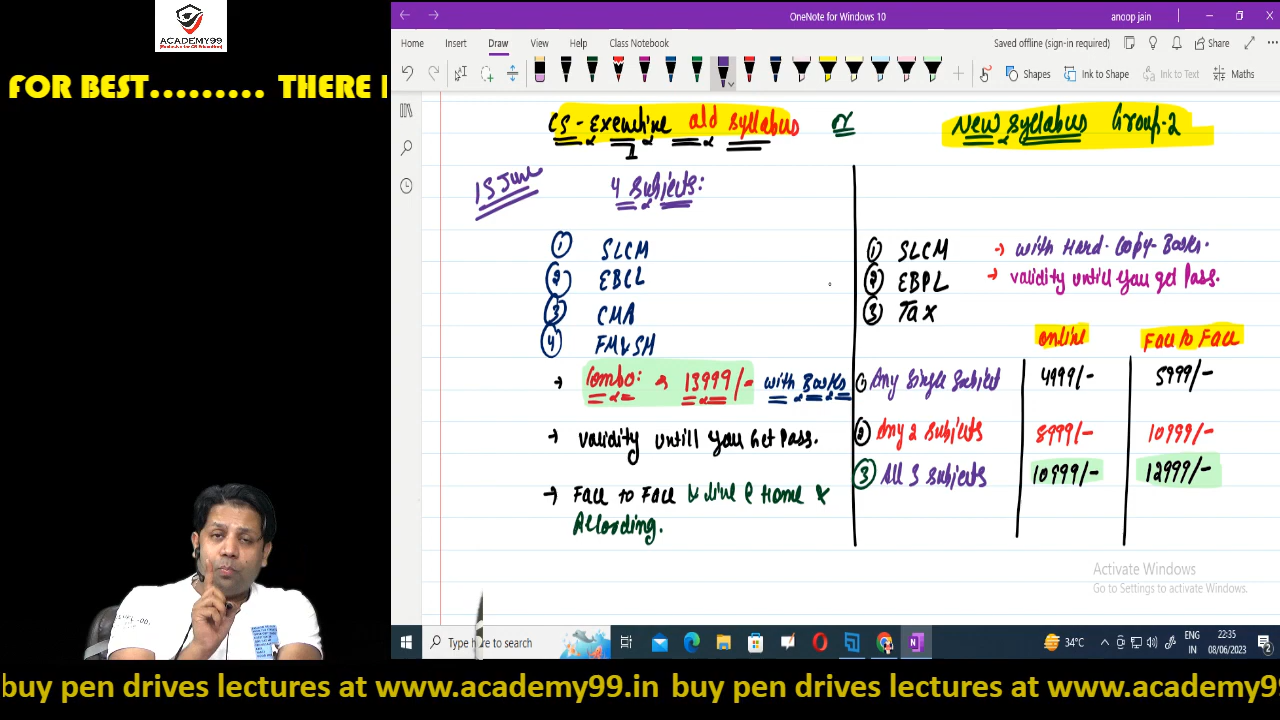 ACADEMY99
FOR BEST......... THERE I
OneNote for Windows 10
anoop jain
Home Insert Draw View Help Class Notebook
Saved offline (sign-in required)
Share
Shapes
Ink to Shape
Ink to Text
Maths
CS-Executive old syllabus or
New Syllabus Group-2
15 June
4 Subjects:
① SLCM
② EBCL
③ CMA
④ FM&SM
→ Combo: → 13999/- with Books
→ validity untill you Get Pass.
→ Face to Face & Live @ Home &
Recording.
① SLCM → with Hard-Copy-Books.
② EBPL → validity untill you get Pass.
③ Tax
online Face to Face
① Any Single Subject 4999/- 5999/-
② Any 2 Subjects 8999/- 10999/-
③ All 3 Subjects 10999/- 12999/-
Activate Windows
Go to Settings to activate Windows.
Type here to search
34°C
ENG
IN
22:35
08/06/2023
2
buy pen drives lectures at www.academy99.in buy pen drives lectures at www.academy99